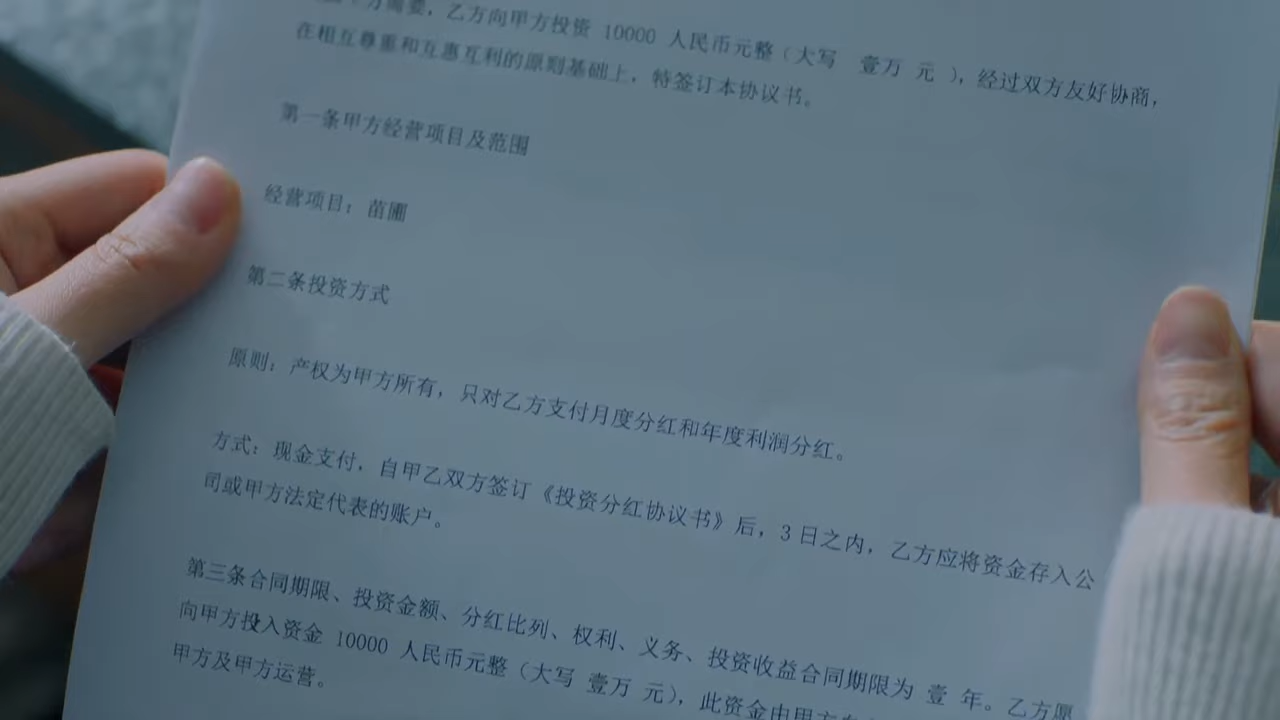 需要，乙方向甲方投资 10000 人民币元整（大写 壹万 元 ），经过双方友好协商，
在相互尊重和互惠互利的原则基础上，特签订本协议书。
第一条甲方经营项目及范围
经营项目：苗圃
第二条投资方式
原则：产权为甲方所有，只对乙方支付月度分红和年度利润分红。
方式：现金支付，自甲乙双方签订《投资分红协议书》后，3 日之内，乙方应将资金存入公
司或甲方法定代表的账户。
第三条合同期限、投资金额、分红比列、权利、义务、投资收益合同期限为 壹 年。乙方愿
向甲方投入资金 10000 人民币元整（大写 壹万 元），此资金由甲方
甲方及甲方运营。